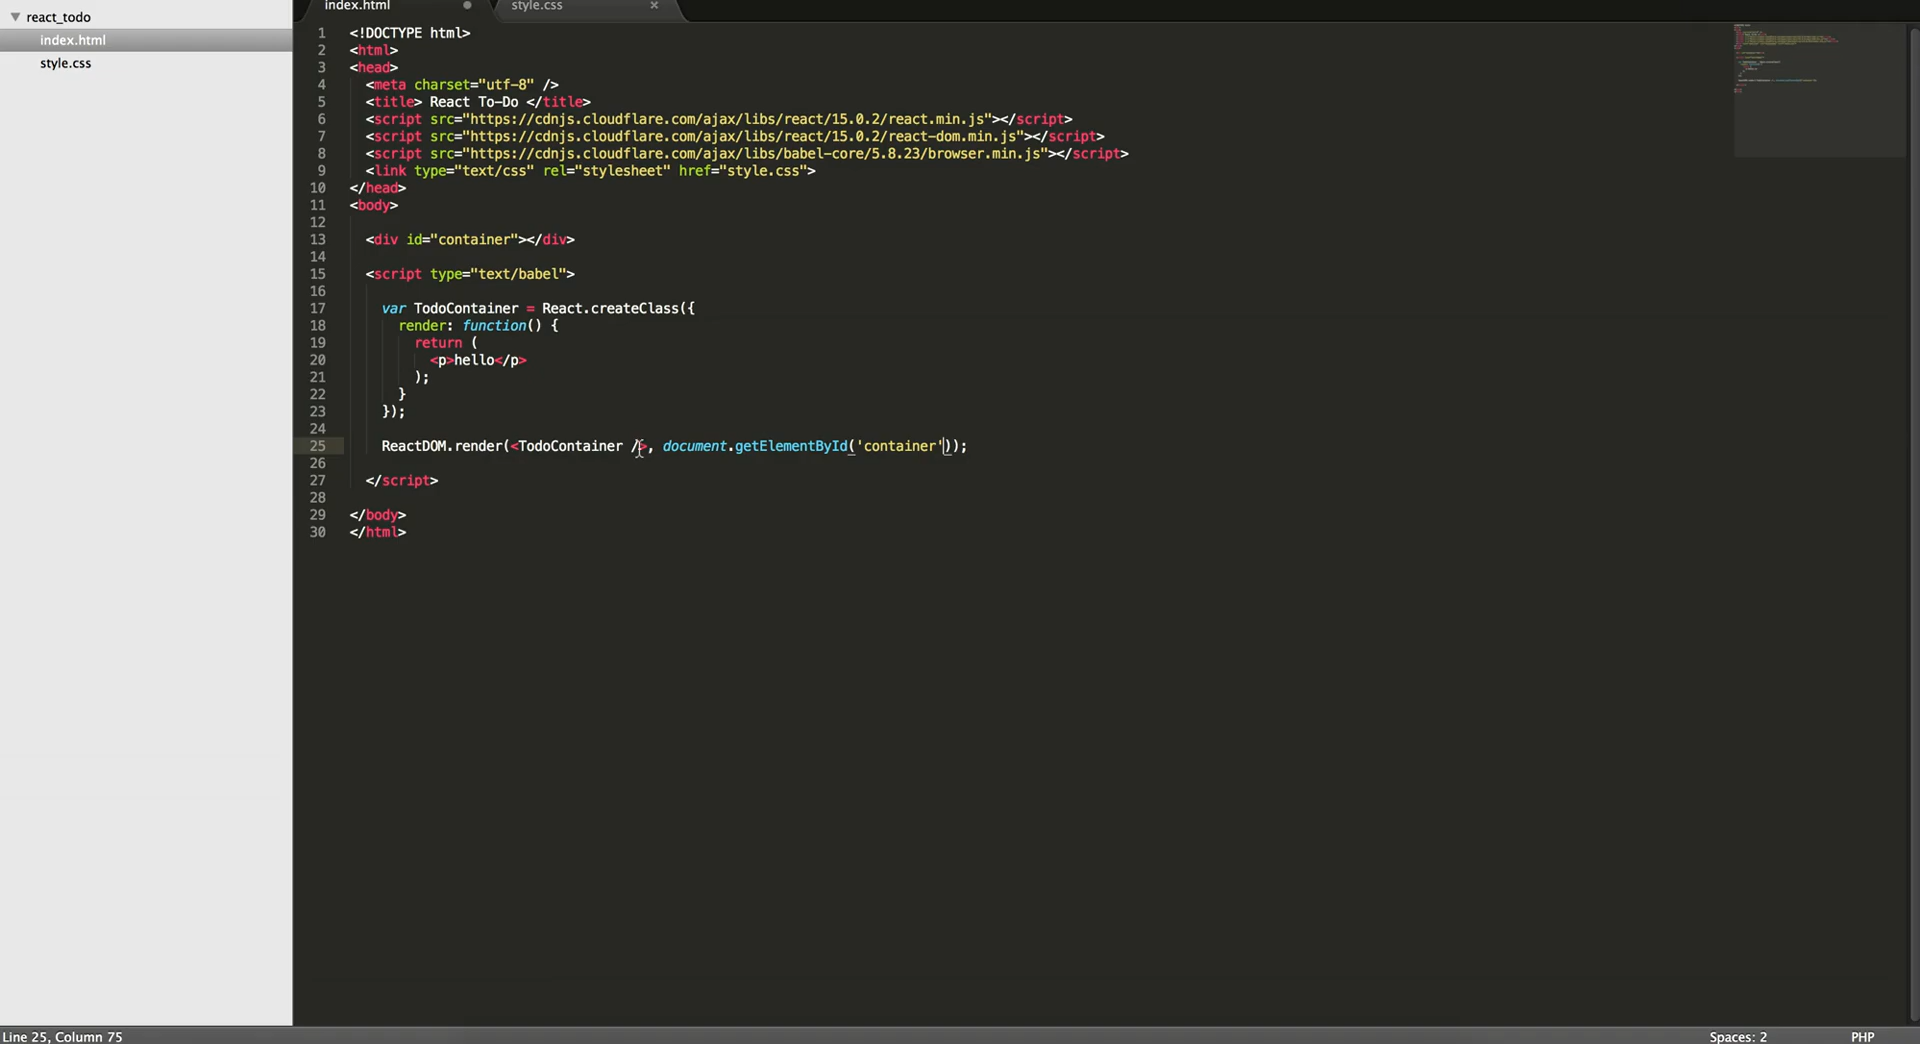 react_todo
index.html
style.css
index.html
style.css
1 <!DOCTYPE html>
2 <html>
3 <head>
4 <meta charset="utf-8" />
5 <title> React To-Do </title>
6 <script src="https://cdnjs.cloudflare.com/ajax/libs/react/15.0.2/react.min.js"></script>
7 <script src="https://cdnjs.cloudflare.com/ajax/libs/react/15.0.2/react-dom.min.js"></script>
8 <script src="https://cdnjs.cloudflare.com/ajax/libs/babel-core/5.8.23/browser.min.js"></script>
9 <link type="text/css" rel="stylesheet" href="style.css">
10 </head>
11 <body>
12
13 <div id="container"></div>
14
15 <script type="text/babel">
16
17 var TodoContainer = React.createClass({
18 render: function() {
19 return (
20 <p>hello</p>
21 );
22 }
23 });
24
25 ReactDOM.render(<TodoContainer />, document.getElementById('container'));
26
27 </script>
28
29 </body>
30 </html>
Line 25, Column 75
Spaces: 2
PHP